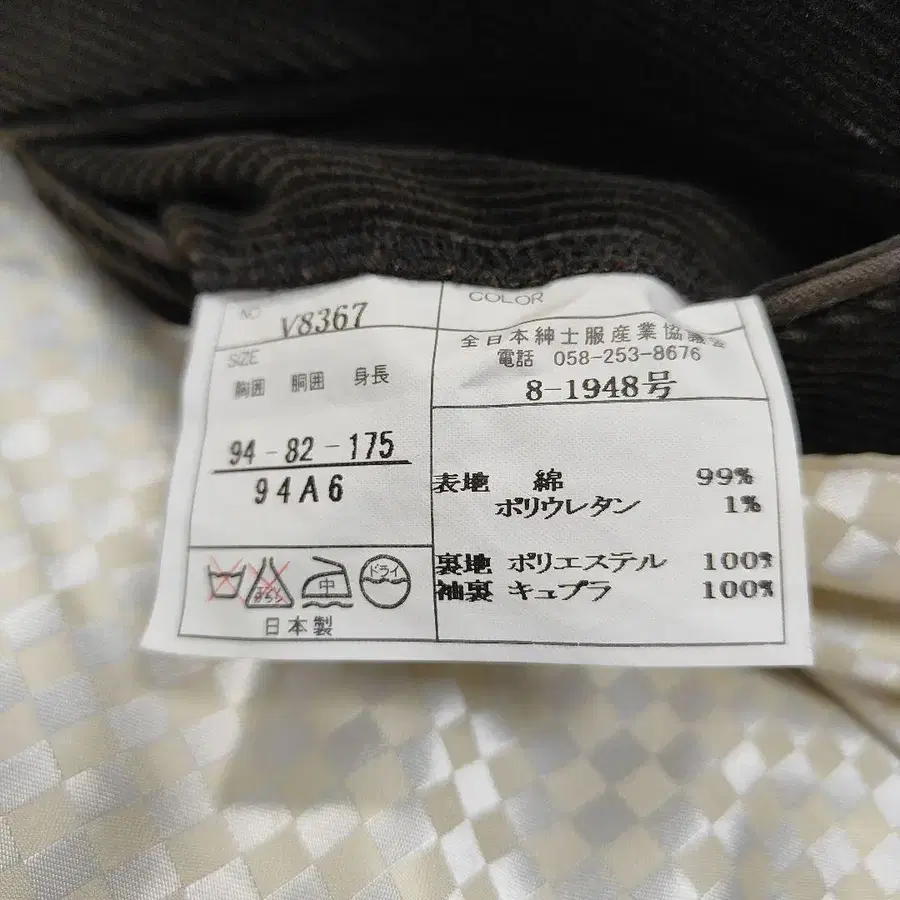 NO V8367
SIZE
胸囲 胴囲 身長
94-82-175
94A6
中 ドライ
日本製
COLOR
全日本紳士服産業協議会
電話 058-253-8676
8-1948号
表地 綿 99%
ポリウレタン 1%
裏地 ポリエステル 100%
袖裏 キュプラ 100%